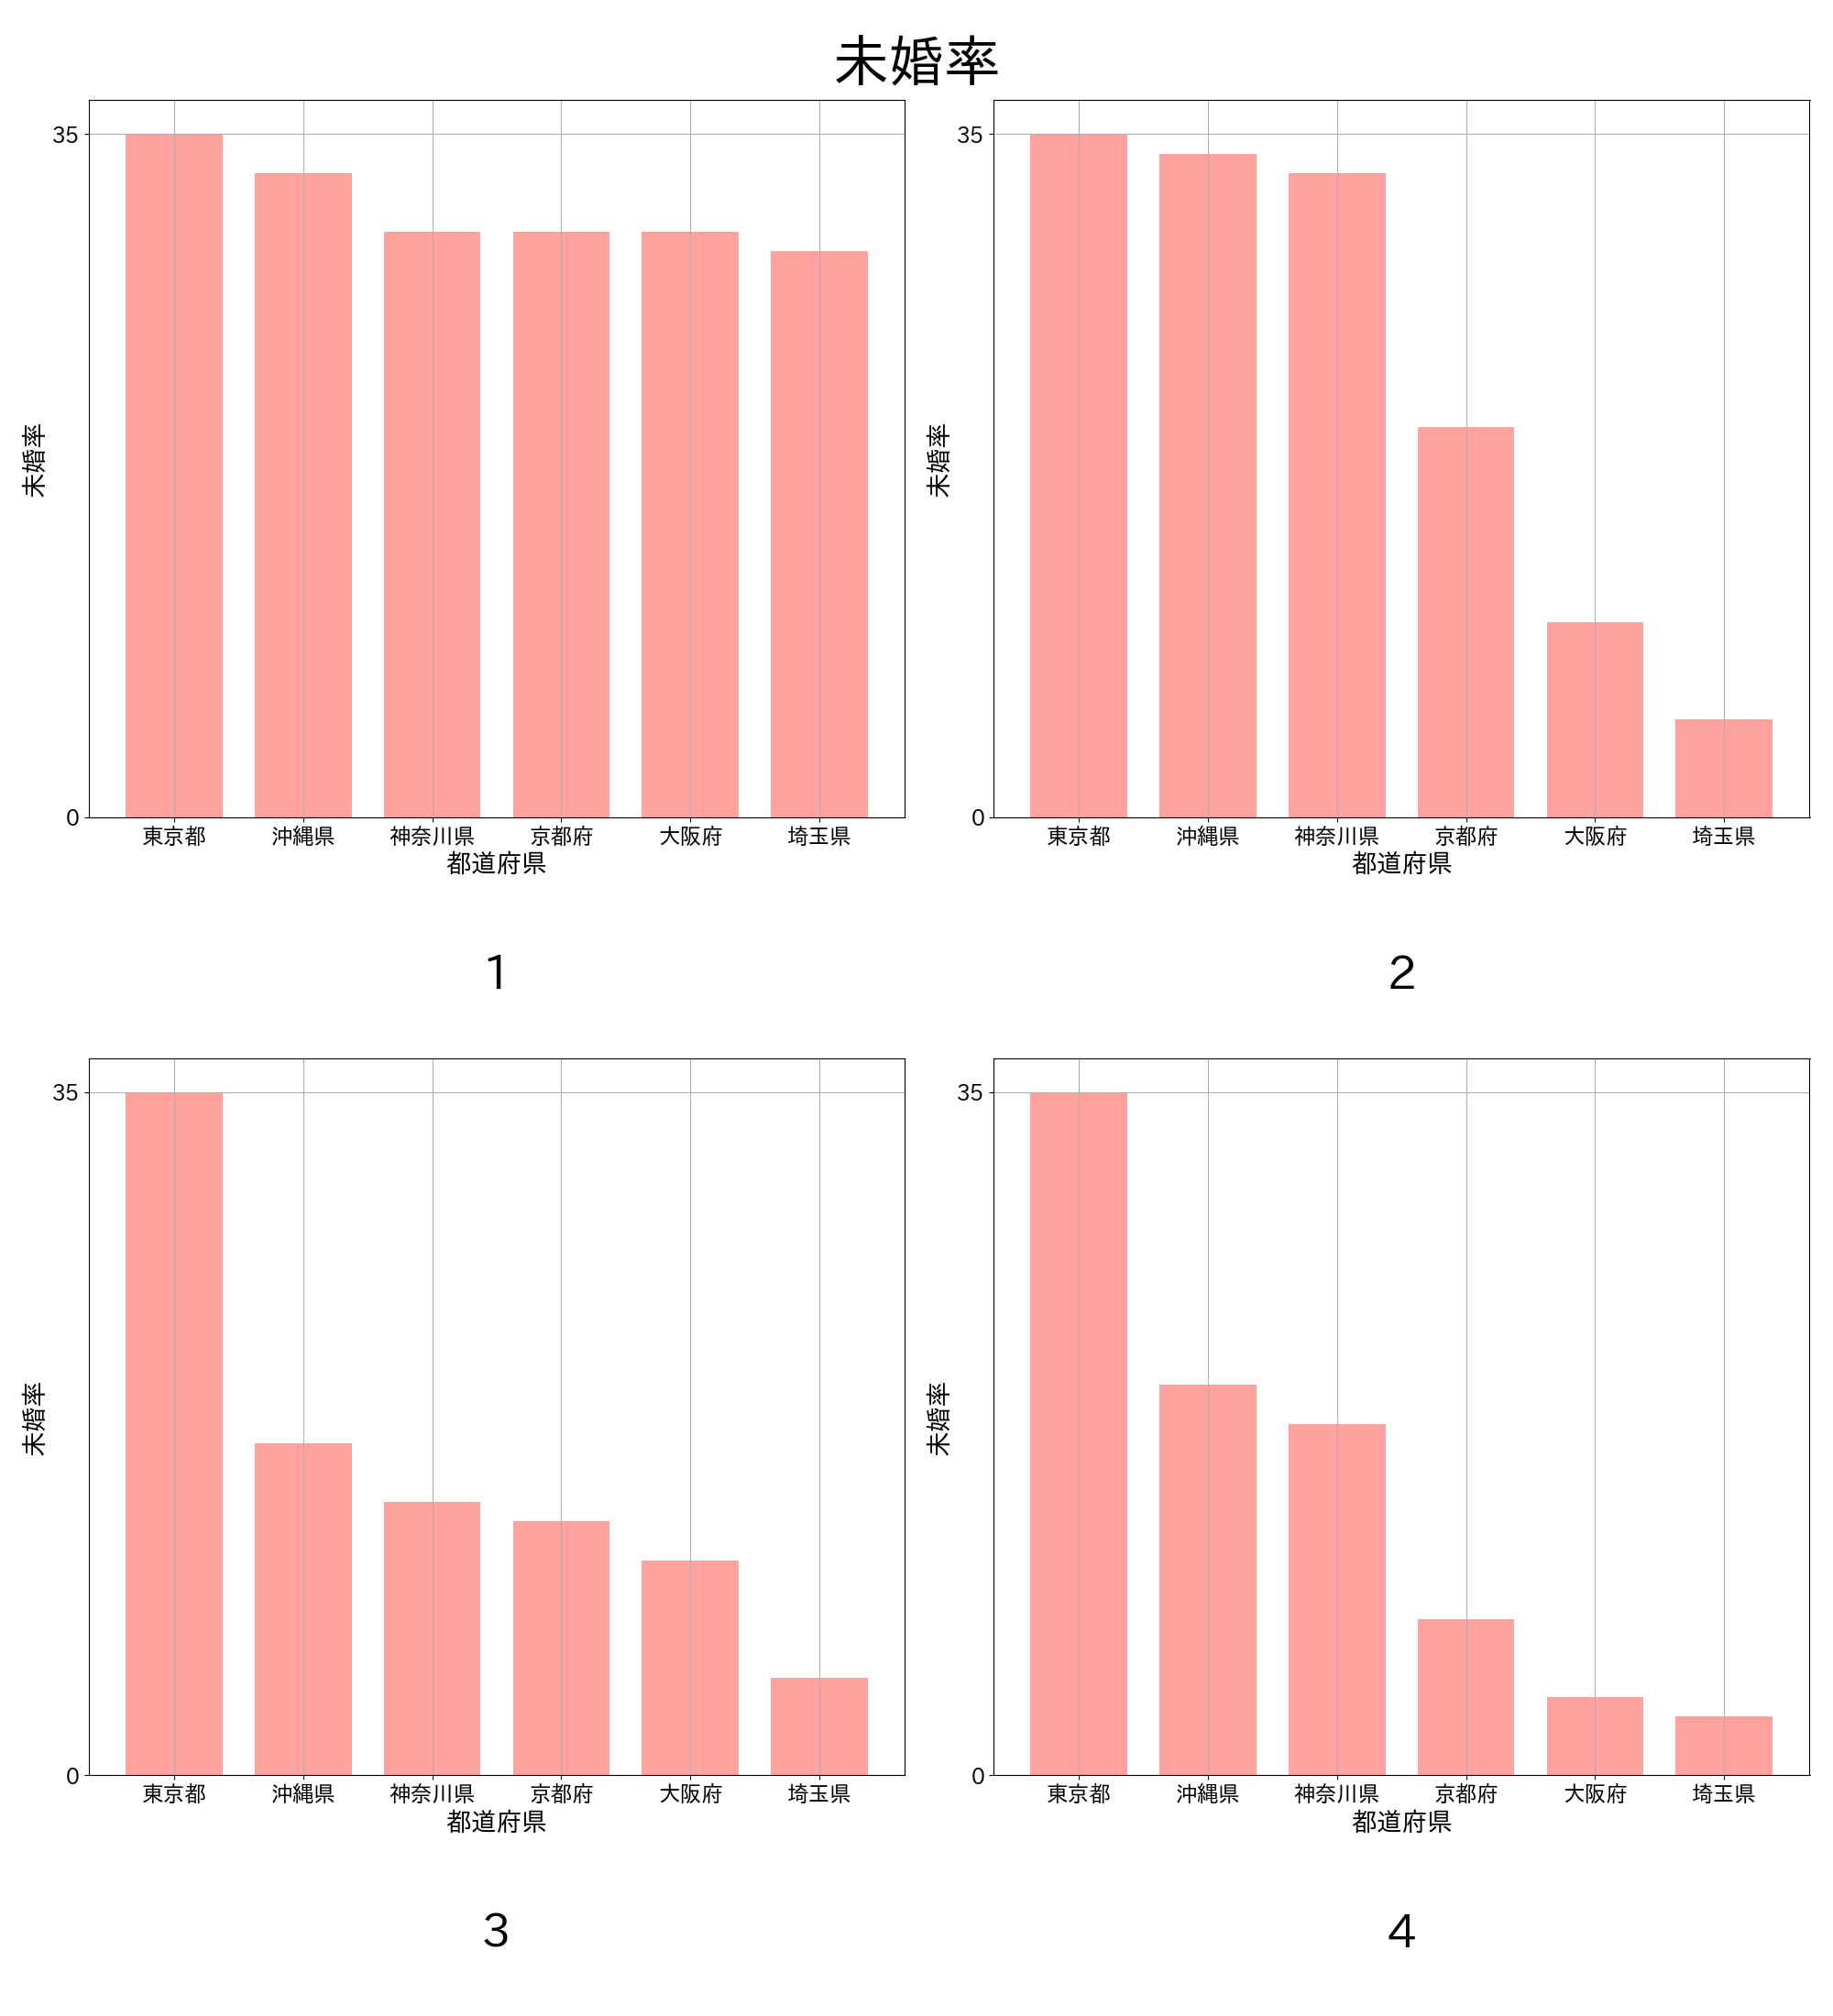 未婚率
35
0
未婚率
東京都 沖縄県 神奈川県 京都府 大阪府 埼玉県
都道府県
1
35
0
未婚率
東京都 沖縄県 神奈川県 京都府 大阪府 埼玉県
都道府県
2
35
0
未婚率
東京都 沖縄県 神奈川県 京都府 大阪府 埼玉県
都道府県
3
35
0
未婚率
東京都 沖縄県 神奈川県 京都府 大阪府 埼玉県
都道府県
4